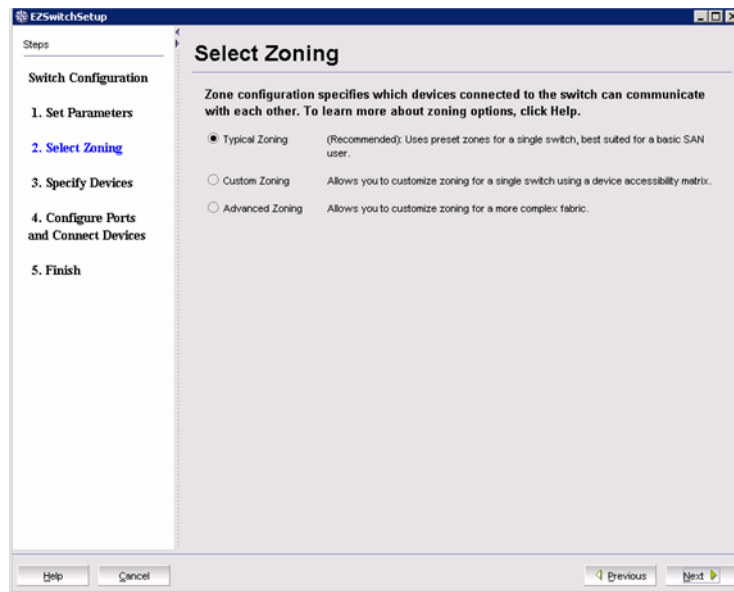 EZSwitchSetup
Steps
Switch Configuration
1. Set Parameters
2. Select Zoning
3. Specify Devices
4. Configure Ports
and Connect Devices
5. Finish
Select Zoning
Zone configuration specifies which devices connected to the switch can communicate
with each other. To learn more about zoning options, click Help.
Typical Zoning (Recommended): Uses preset zones for a single switch, best suited for a basic SAN
user.
Custom Zoning Allows you to customize zoning for a single switch using a device accessibility matrix.
Advanced Zoning Allows you to customize zoning for a more complex fabric.
Help Cancel Previous Next